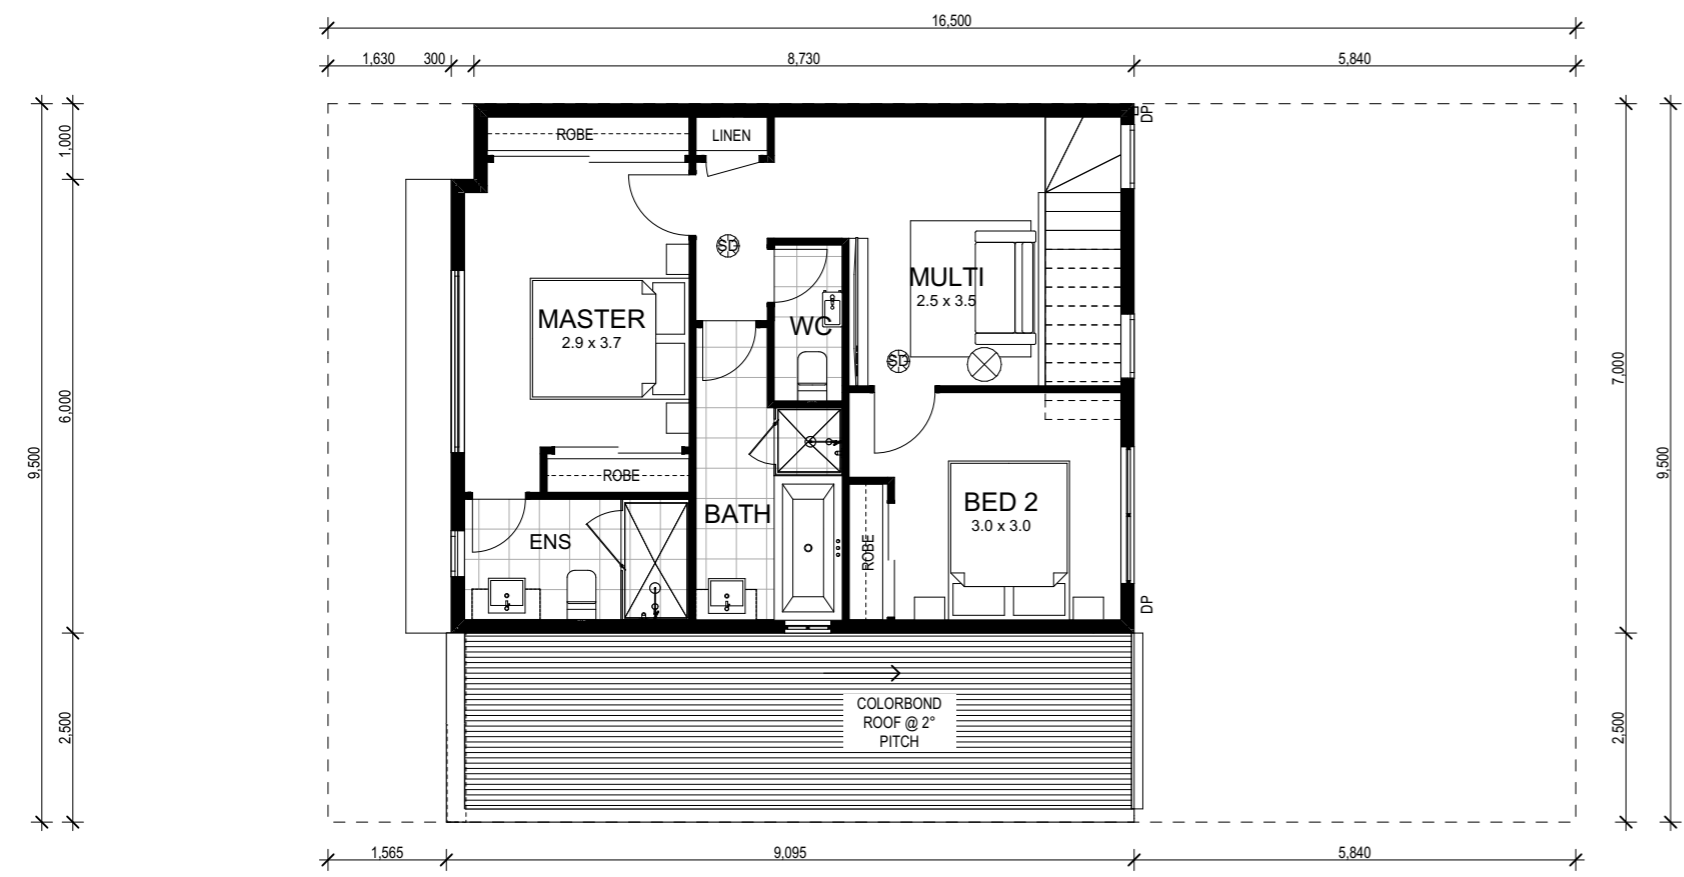 16,500
1,630
300
8,730
5,840
9,500
1,000
6,000
2,500
ROBE
LINEN
DP
SD
MASTER
2.9 x 3.7
WC
MULTI
2.5 x 3.5
SD
ROBE
ENS
BATH
ROBE
BED 2
3.0 x 3.0
DP
COLORBOND
ROOF @ 2°
PITCH
7,000
2,500
9,500
1,565
9,095
5,840